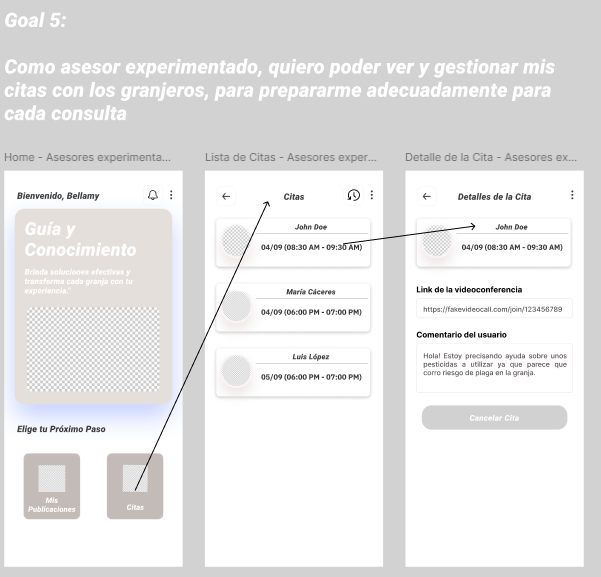 Goal 5:
Como asesor experimentado, quiero poder ver y gestionar mis
citas con los granjeros, para prepararme adecuadamente para
cada consulta
Home - Asesores experimenta...
Bienvenido, Bellamy
Guía y
Conocimiento
Brinda soluciones efectivas y
transforma cada granja con tu
experiencia."
Elige tu Próximo Paso
Mis
Publicaciones
Citas
Lista de Citas - Asesores exper...
Citas
John Doe
04/09 (08:30 AM - 09:30 AM)
María Cáceres
04/09 (06:00 PM - 07:00 PM)
Luis López
05/09 (06:00 PM - 07:00 PM)
Detalle de la Cita - Asesores ex...
Detalles de la Cita
John Doe
04/09 (08:30 AM - 09:30 AM)
Link de la videoconferencia
https://fakevideocall.com/join/123456789
Comentario del usuario
Hola! Estoy precisando ayuda sobre unos
pesticidas a utilizar ya que parece que
corro riesgo de plaga en la granja.
Cancelar Cita